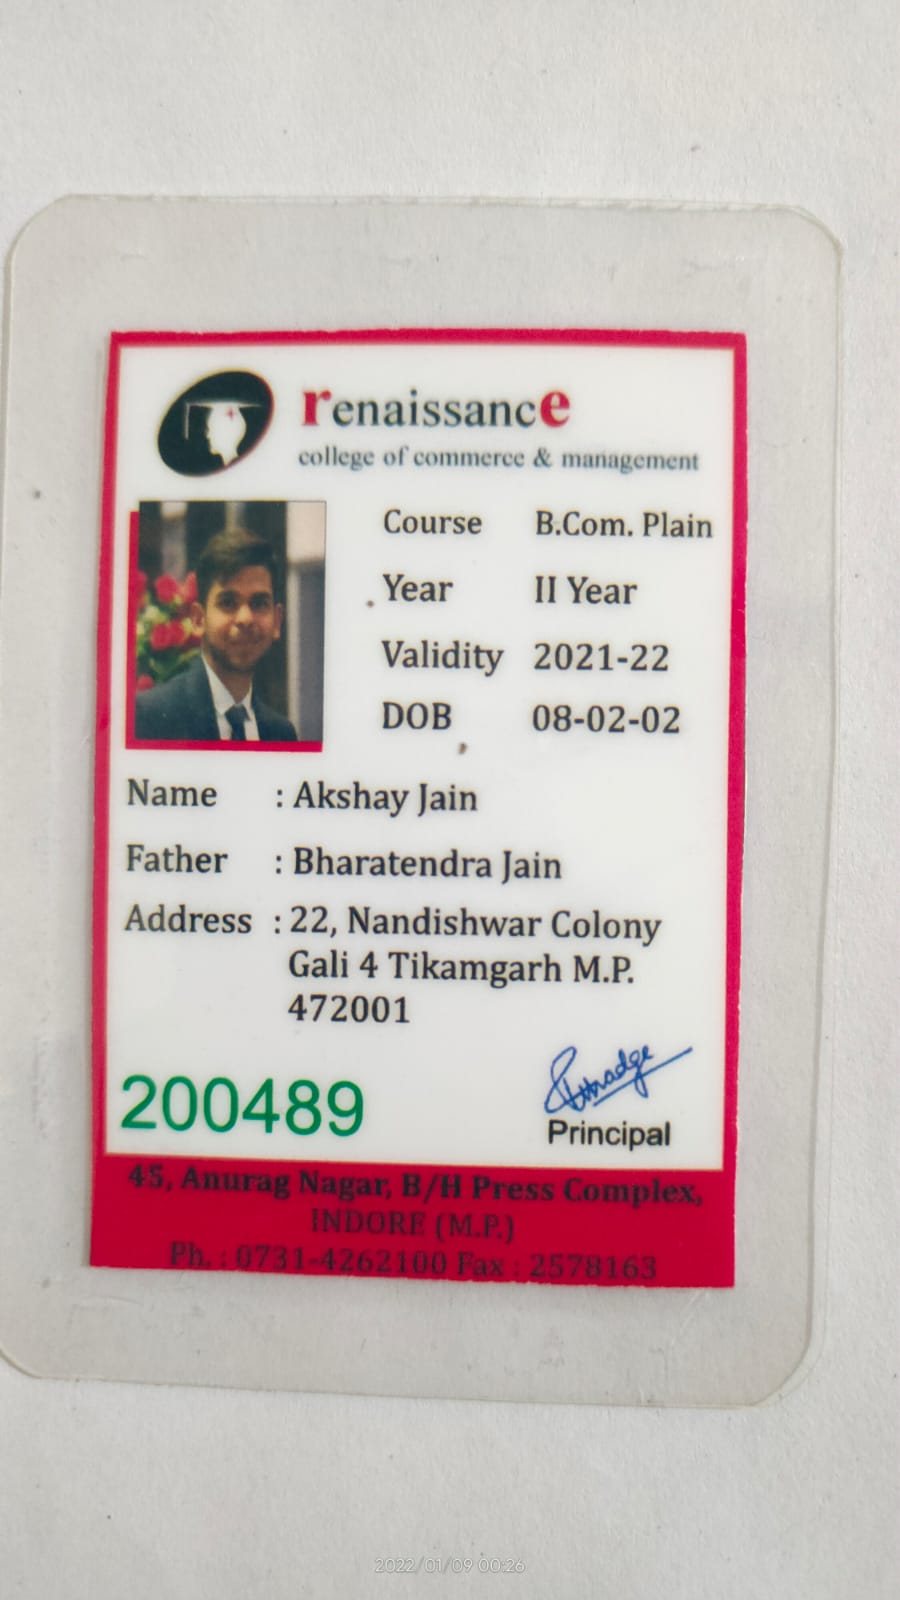 renaissance
college of commerce & management
Course B.Com. Plain
Year II Year
Validity 2021-22
DOB 08-02-02
Name : Akshay Jain
Father : Bharatendra Jain
Address : 22, Nandishwar Colony
Gali 4 Tikamgarh M.P.
472001
200489
Principal
45, Anurag Nagar, B/H Press Complex,
INDORE (M.P.)
Ph. : 0731-4262100 Fax : 2578163
2022/01/09 00:26